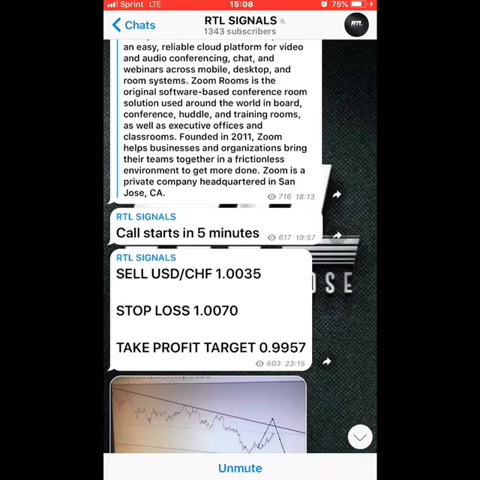 Sprint LTE 15:08 75%
Chats
RTL SIGNALS
1343 subscribers
RTL
an easy, reliable cloud platform for video
and audio conferencing, chat, and
webinars across mobile, desktop, and
room systems. Zoom Rooms is the
original software-based conference room
solution used around the world in board,
conference, huddle, and training rooms,
as well as executive offices and
classrooms. Founded in 2011, Zoom
helps businesses and organizations bring
their teams together in a frictionless
environment to get more done. Zoom is a
private company headquartered in San
Jose, CA.
716 18:13
RTL SIGNALS
Call starts in 5 minutes
617 19:57
RTL SIGNALS
SELL USD/CHF 1.0035
OSE
STOP LOSS 1.0070
TAKE PROFIT TARGET 0.9957
603 23:15
Unmute